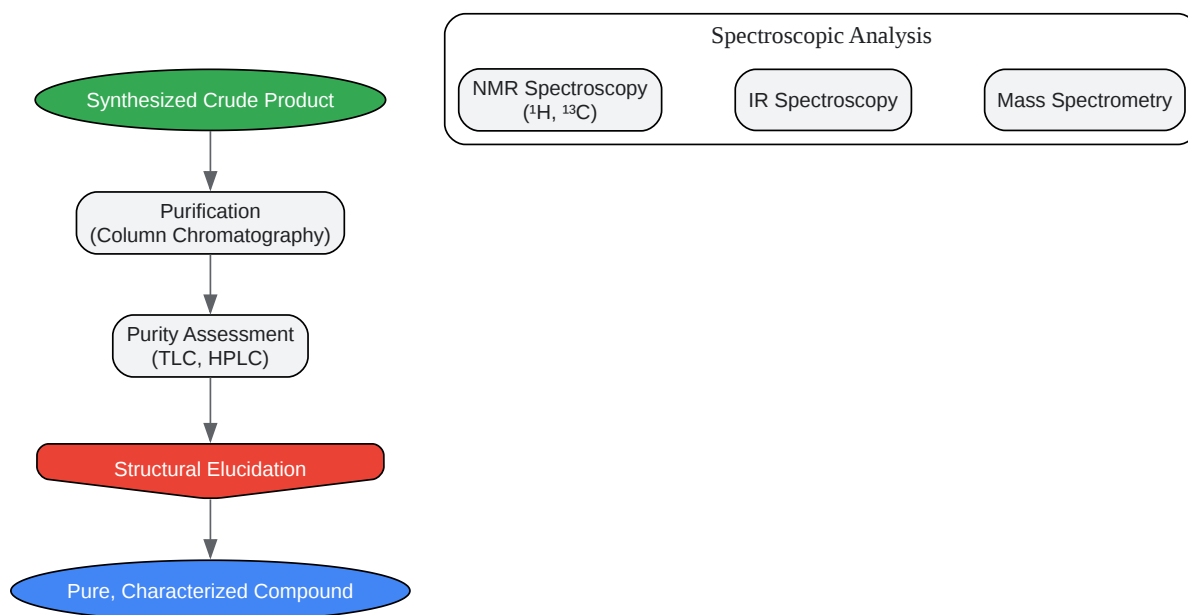 Synthesized Crude Product
Purification
(Column Chromatography)
Purity Assessment
(TLC, HPLC)
Structural Elucidation
Pure, Characterized Compound
Spectroscopic Analysis
NMR Spectroscopy
(¹H, ¹³C)
IR Spectroscopy
Mass Spectrometry